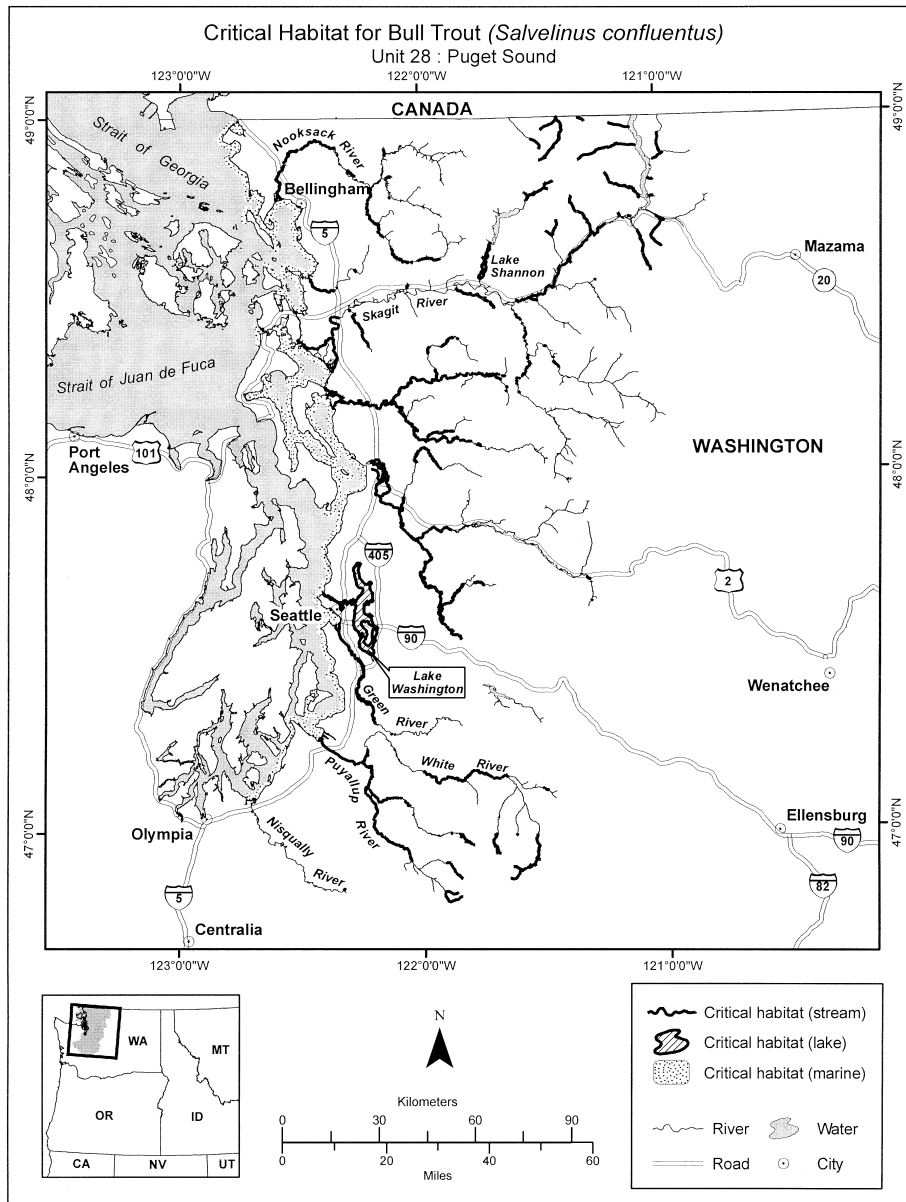 Critical Habitat for Bull Trout (Salvelinus confluentus)
Unit 28 : Puget Sound
123°0'0"W
122°0'0"W
121°0'0"W
49°0'0"N
49°0'0"N
CANADA
Strait of
Georgia
Nooksack
River
Bellingham
5
Lake
Shannon
Mazama
20
Skagit River
Strait of Juan de Fuca
Port
Angeles
101
WASHINGTON
48°0'0"N
48°0'0"N
405
2
Seattle
90
Lake
Washington
Wenatchee
Green
River
White River
Puyallup
River
Ellensburg
90
47°0'0"N
47°0'0"N
Olympia
Nisqually
River
82
5
Centralia
123°0'0"W
122°0'0"W
121°0'0"W
WA
MT
OR
ID
CA
NV
UT
N
Kilometers
0 30 60 90
0 20 40 60
Miles
Critical habitat (stream)
Critical habitat (lake)
Critical habitat (marine)
River
Water
Road
City